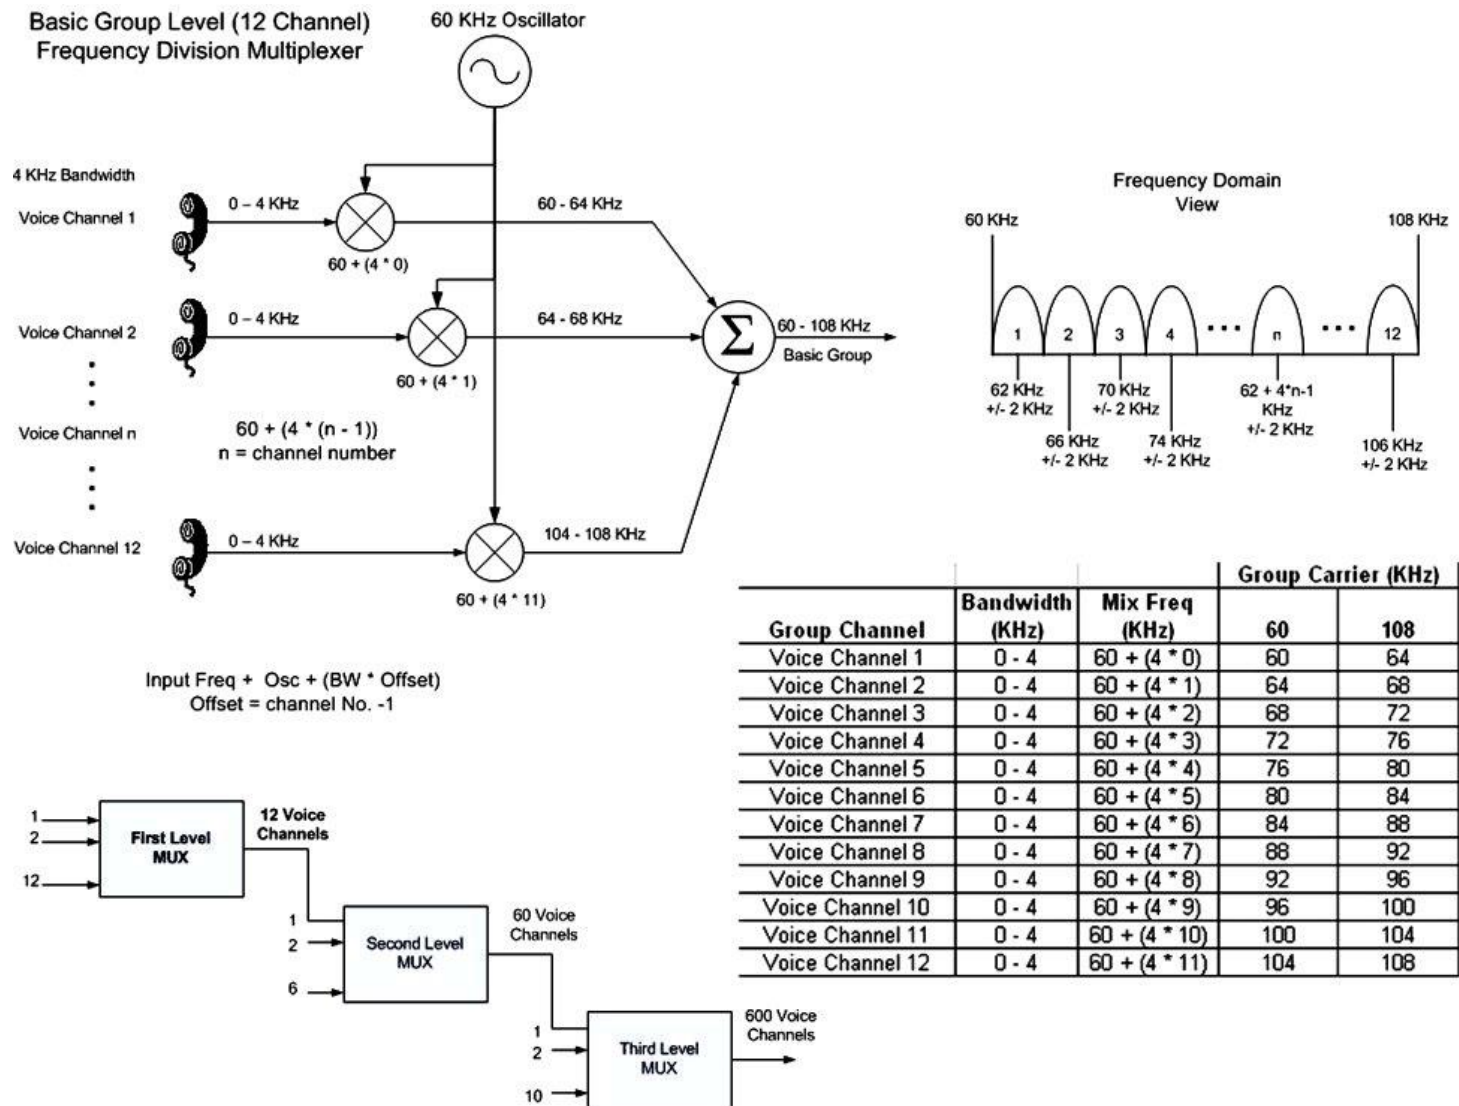 Basic Group Level (12 Channel)
Frequency Division Multiplexer
60 KHz Oscillator
4 KHz Bandwidth
Voice Channel 1
0 – 4 KHz
60 + (4 * 0)
60 - 64 KHz
Voice Channel 2
0 – 4 KHz
60 + (4 * 1)
64 - 68 KHz
Σ
60 - 108 KHz
Basic Group
Voice Channel n
60 + (4 * (n - 1))
n = channel number
Voice Channel 12
0 – 4 KHz
60 + (4 * 11)
104 - 108 KHz
Input Freq + Osc + (BW * Offset)
Offset = channel No. -1
Frequency Domain
View
60 KHz
108 KHz
1 2 3 4 ... n ... 12
62 KHz
+/- 2 KHz
66 KHz
+/- 2 KHz
70 KHz
+/- 2 KHz
74 KHz
+/- 2 KHz
62 + 4*n-1
KHz
+/- 2 KHz
106 KHz
+/- 2 KHz
Group Carrier (KHz)
Group Channel Bandwidth (KHz) Mix Freq (KHz) 60 108
Voice Channel 1 0 - 4 60 + (4 * 0) 60 64
Voice Channel 2 0 - 4 60 + (4 * 1) 64 68
Voice Channel 3 0 - 4 60 + (4 * 2) 68 72
Voice Channel 4 0 - 4 60 + (4 * 3) 72 76
Voice Channel 5 0 - 4 60 + (4 * 4) 76 80
Voice Channel 6 0 - 4 60 + (4 * 5) 80 84
Voice Channel 7 0 - 4 60 + (4 * 6) 84 88
Voice Channel 8 0 - 4 60 + (4 * 7) 88 92
Voice Channel 9 0 - 4 60 + (4 * 8) 92 96
Voice Channel 10 0 - 4 60 + (4 * 9) 96 100
Voice Channel 11 0 - 4 60 + (4 * 10) 100 104
Voice Channel 12 0 - 4 60 + (4 * 11) 104 108
1
2
12
First Level
MUX
12 Voice
Channels
1
2
6
Second Level
MUX
60 Voice
Channels
1
2
10
Third Level
MUX
600 Voice
Channels